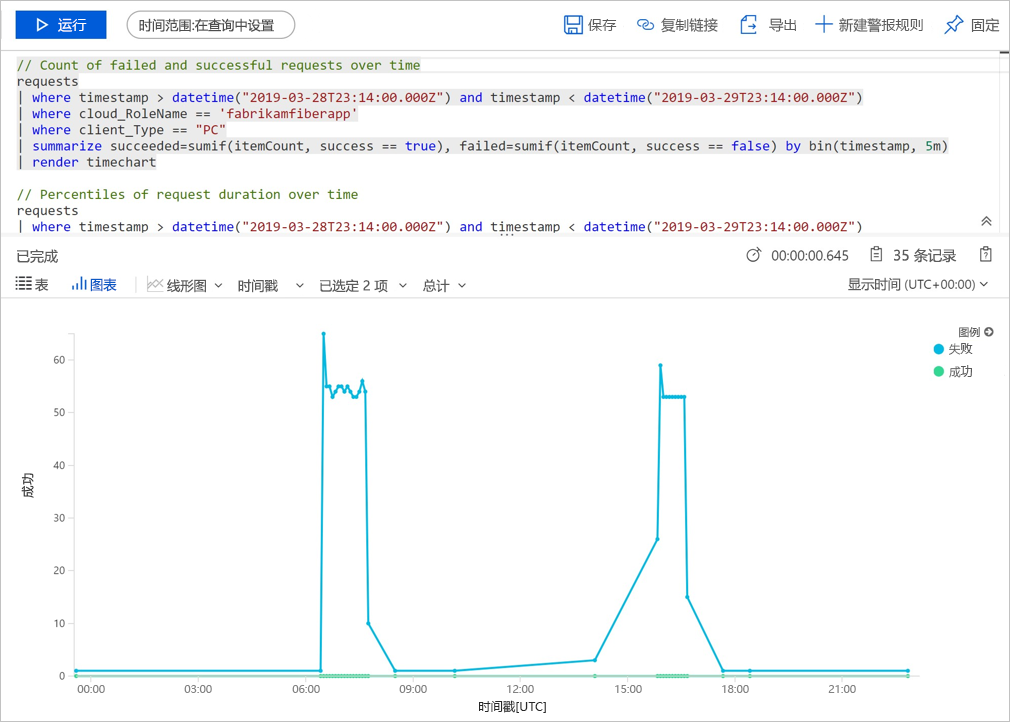 运行 时间范围:在查询中设置 保存 复制链接 导出 新建警报规则 固定
// Count of failed and successful requests over time
requests
| where timestamp > datetime("2019-03-28T23:14:00.000Z") and timestamp < datetime("2019-03-29T23:14:00.000Z")
| where cloud_RoleName == 'fabrikamfiberapp'
| where client_Type == "PC"
| summarize succeeded=sumif(itemCount, success == true), failed=sumif(itemCount, success == false) by bin(timestamp, 5m)
| render timechart
// Percentiles of request duration over time
requests
| where timestamp > datetime("2019-03-28T23:14:00.000Z") and timestamp < datetime("2019-03-29T23:14:00.000Z")
已完成 00:00:00.645 35 条记录
表 图表 线形图 时间戳 已选定 2 项 总计 显示时间 (UTC+00:00)
图例
失败
成功
60
50
40
成功
30
20
10
0
00:00 03:00 06:00 09:00 12:00 15:00 18:00 21:00
时间戳[UTC]